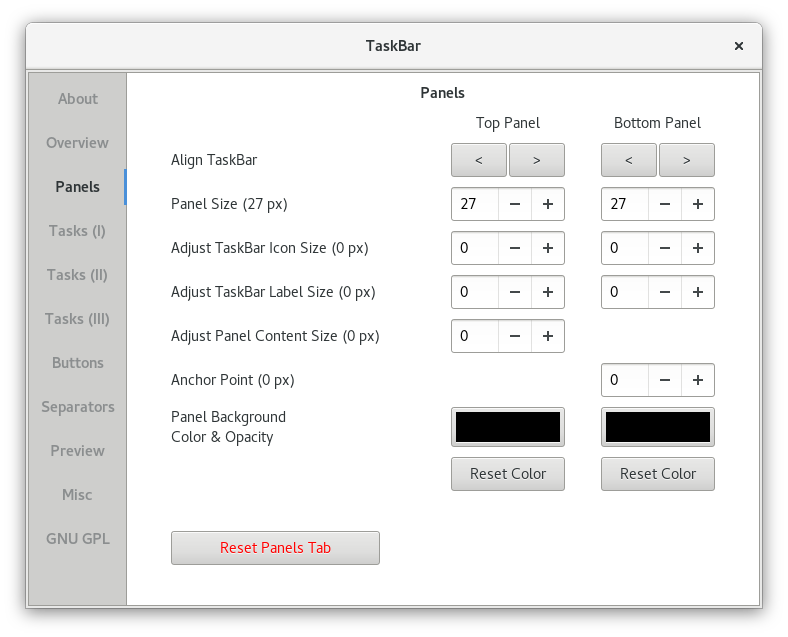 TaskBar
×
About
Overview
Panels
Tasks (I)
Tasks (II)
Tasks (III)
Buttons
Separators
Preview
Misc
GNU GPL
Panels
Top Panel Bottom Panel
Align TaskBar < > < >
Panel Size (27 px) 27 − + 27 − +
Adjust TaskBar Icon Size (0 px) 0 − + 0 − +
Adjust TaskBar Label Size (0 px) 0 − + 0 − +
Adjust Panel Content Size (0 px) 0 − +
Anchor Point (0 px) 0 − +
Panel Background
Color & Opacity
Reset Color Reset Color
Reset Panels Tab